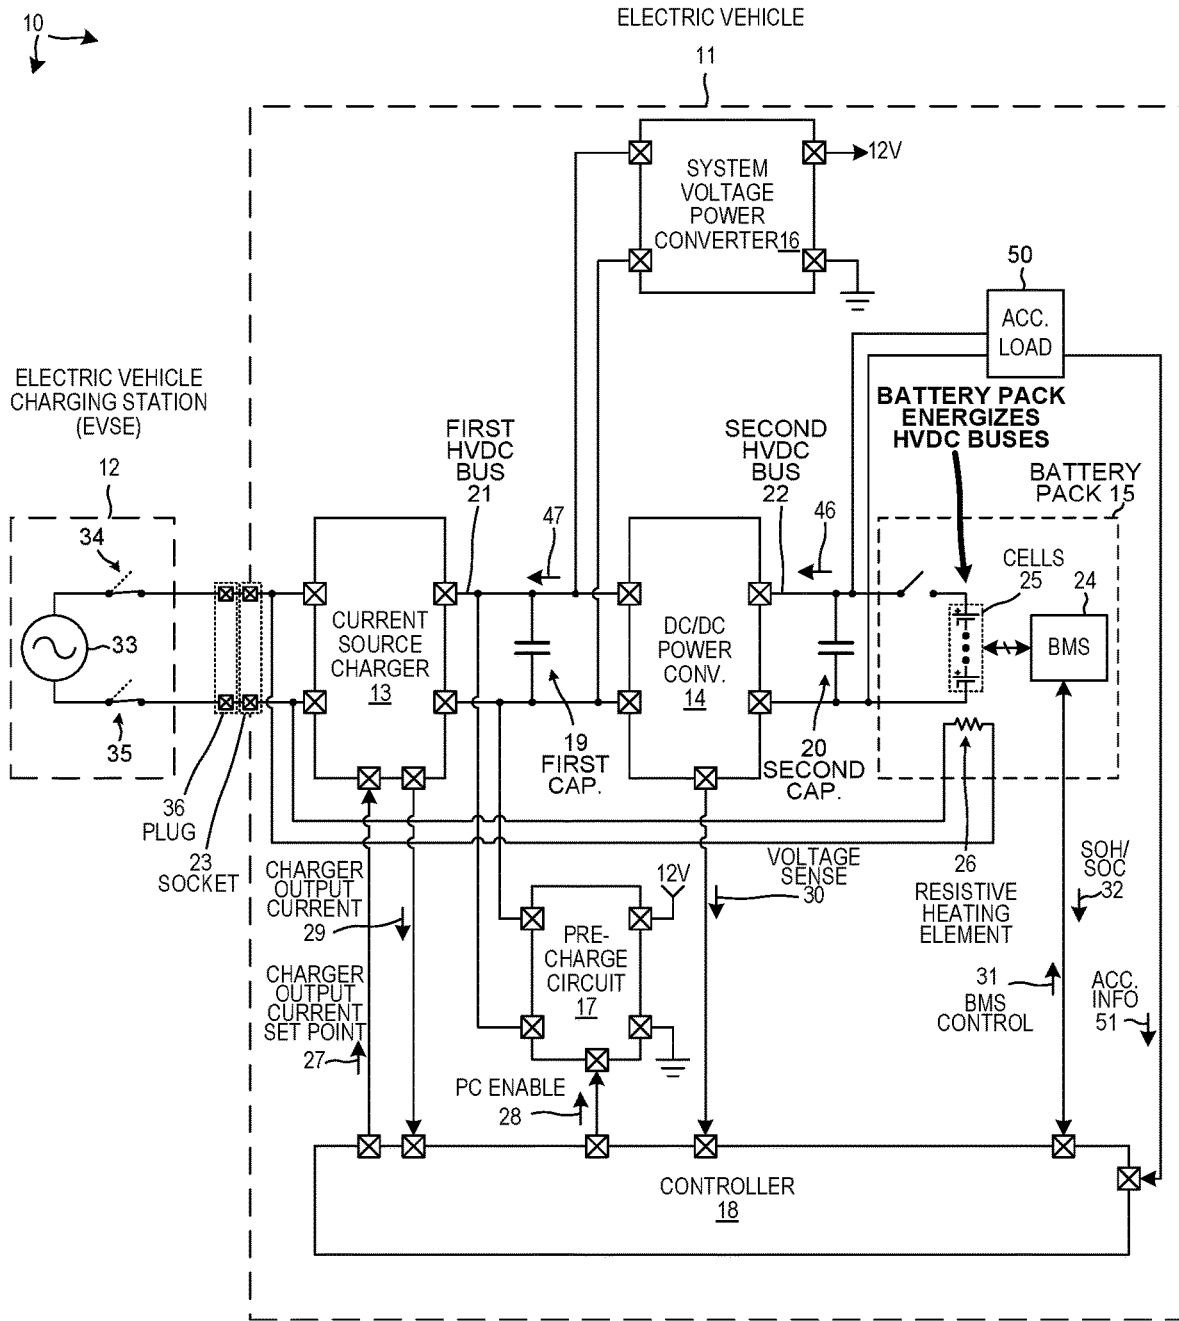 10
ELECTRIC VEHICLE
11
SYSTEM
VOLTAGE
POWER
CONVERTER 16
12V
50
ACC.
LOAD
ELECTRIC VEHICLE
CHARGING STATION
(EVSE)
12
34
33
35
FIRST
HVDC
BUS
21
47
SECOND
HVDC
BUS
22
46
BATTERY PACK
ENERGIZES
HVDC BUSES
BATTERY
PACK 15
CELLS
25
24
BMS
+
+
CURRENT
SOURCE
CHARGER
13
DC/DC
POWER
CONV.
14
19
FIRST
CAP.
20
SECOND
CAP.
36
PLUG
23
SOCKET
26
RESISTIVE
HEATING
ELEMENT
CHARGER
OUTPUT
CURRENT
29
CHARGER
OUTPUT
CURRENT
SET POINT
27
12V
PRE-
CHARGE
CIRCUIT
17
PC ENABLE
28
VOLTAGE
SENSE
30
SOH/
SOC
32
31
BMS
CONTROL
ACC.
INFO
51
CONTROLLER
18